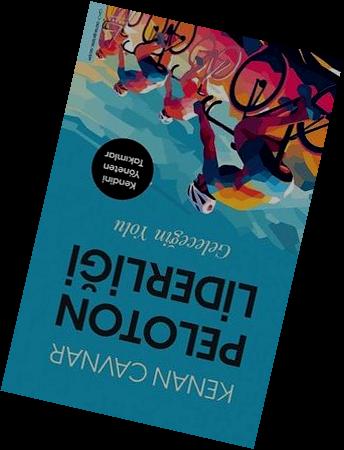 KENAN CAVNAR
PELOTON
LİDERLİĞİ
Geleceğin Yolu
Kendini
Yöneten
Takımlar